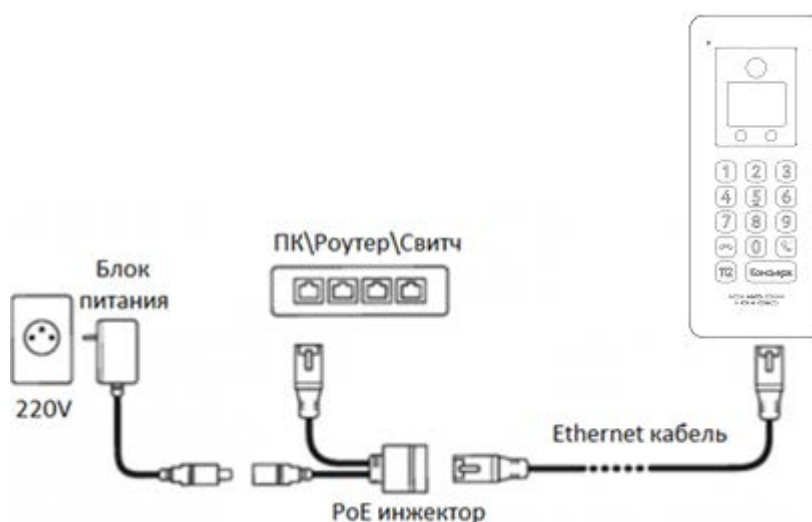 1 2 3
4 5 6
7 8 9
0
112 Консьерж
ПК\Роутер\Свитч
Блок
питания
220V
Ethernet кабель
PoE инжектор